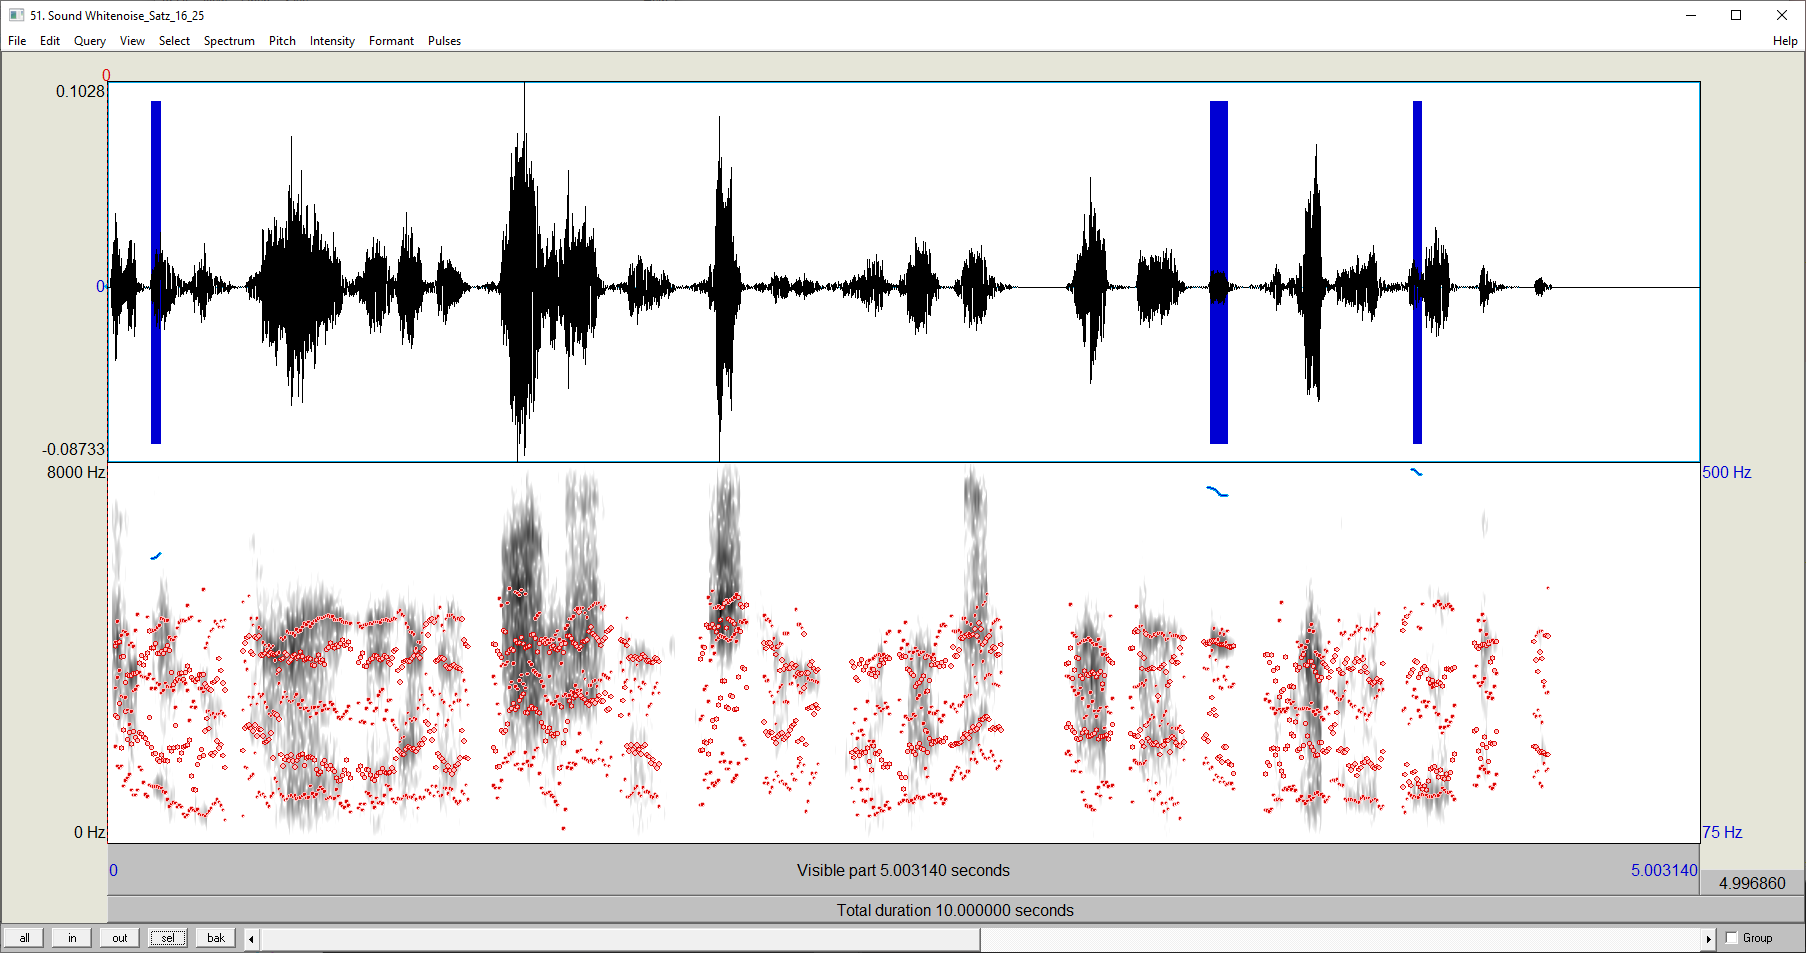 51. Sound Whitenoise_Satz_16_25
File Edit Query View Select Spectrum Pitch Intensity Formant Pulses Help
0
0.1028
0
-0.08733
8000 Hz 500 Hz
0 Hz 75 Hz
0 Visible part 5.003140 seconds 5.003140
4.996860
Total duration 10.000000 seconds
all in out sel bak Group